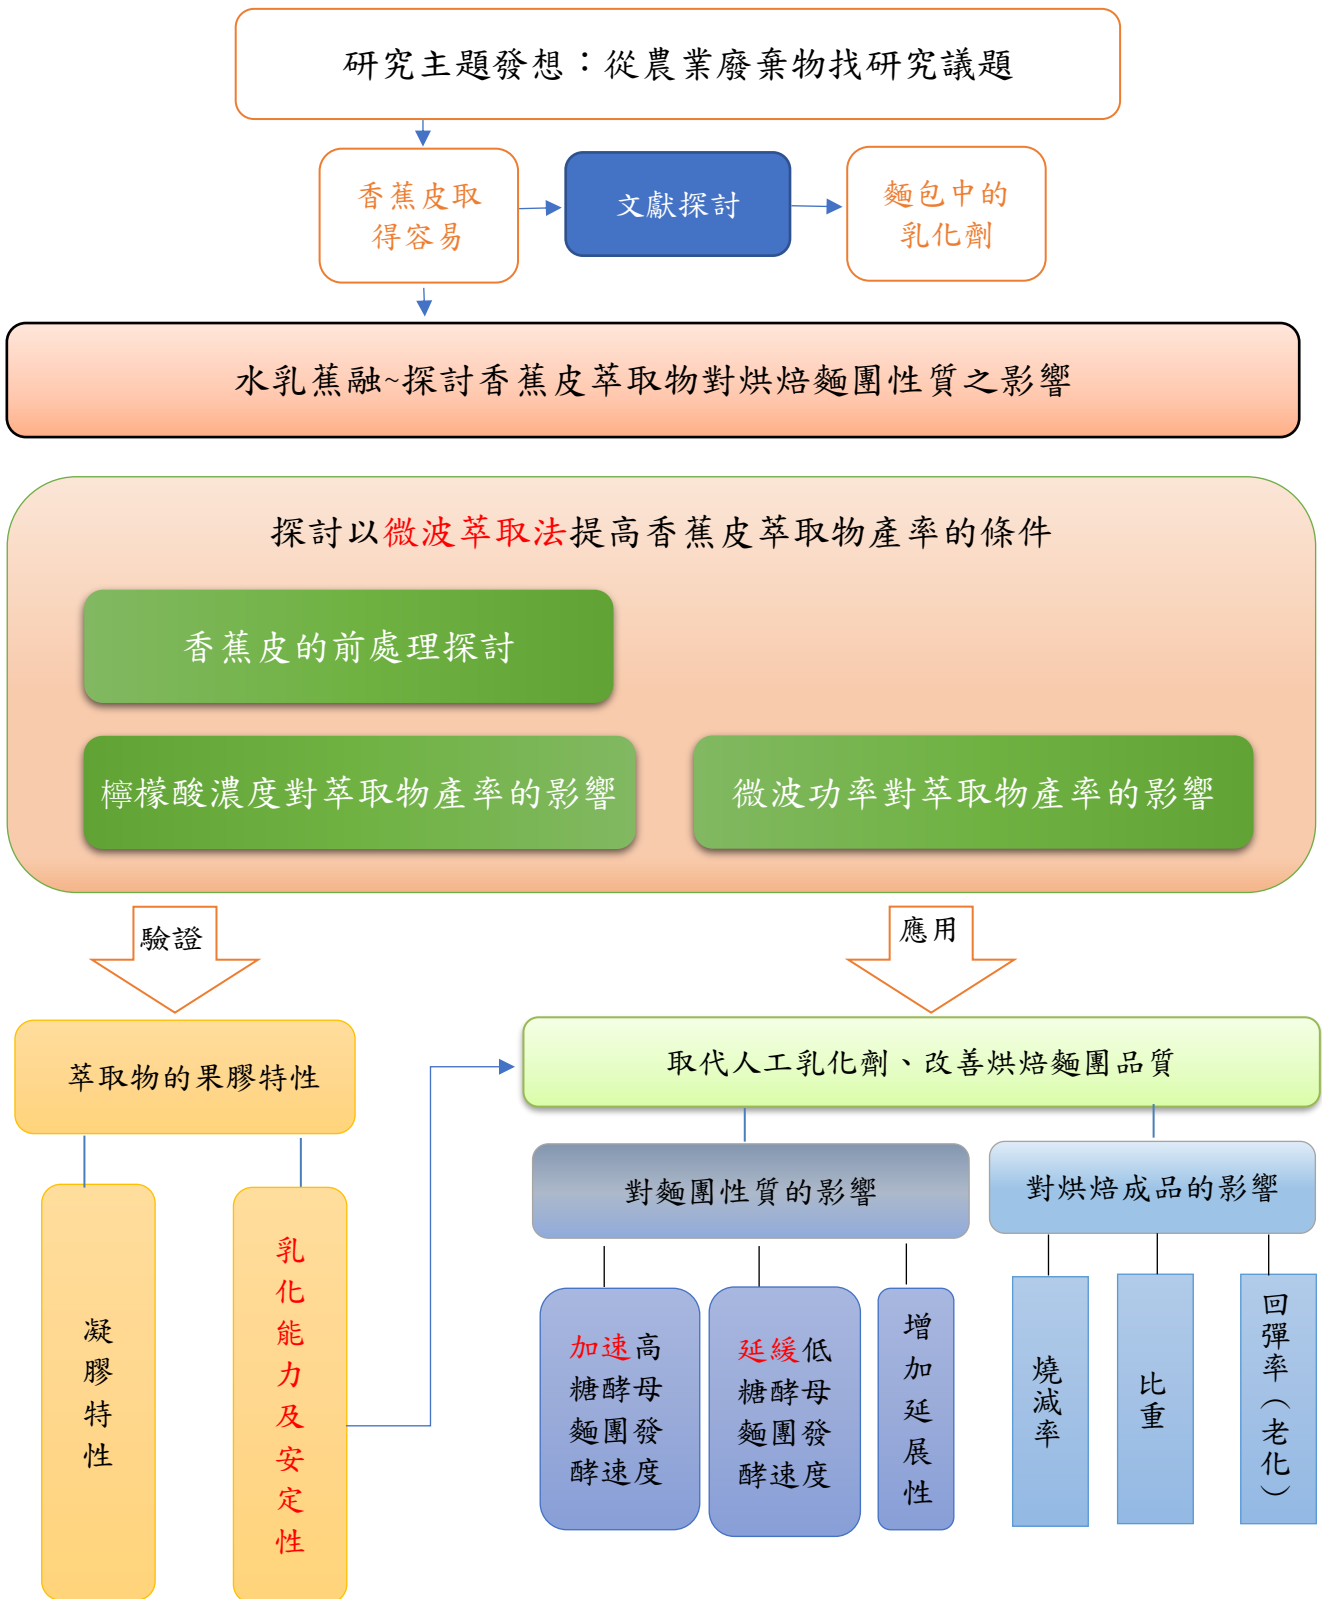 研究主題發想：從農業廢棄物找研究議題
香蕉皮取
得容易
文獻探討
麵包中的
乳化劑
水乳蕉融~探討香蕉皮萃取物對烘焙麵團性質之影響
探討以微波萃取法提高香蕉皮萃取物產率的條件
香蕉皮的前處理探討
檸檬酸濃度對萃取物產率的影響
微波功率對萃取物產率的影響
驗證
應用
萃取物的果膠特性
取代人工乳化劑、改善烘焙麵團品質
對麵團性質的影響
對烘焙成品的影響
凝膠特性
乳化能力及安定性
加速高
糖酵母
麵團發
酵速度
延緩低
糖酵母
麵團發
酵速度
增加延展性
燒減率
比重
回彈率（老化）